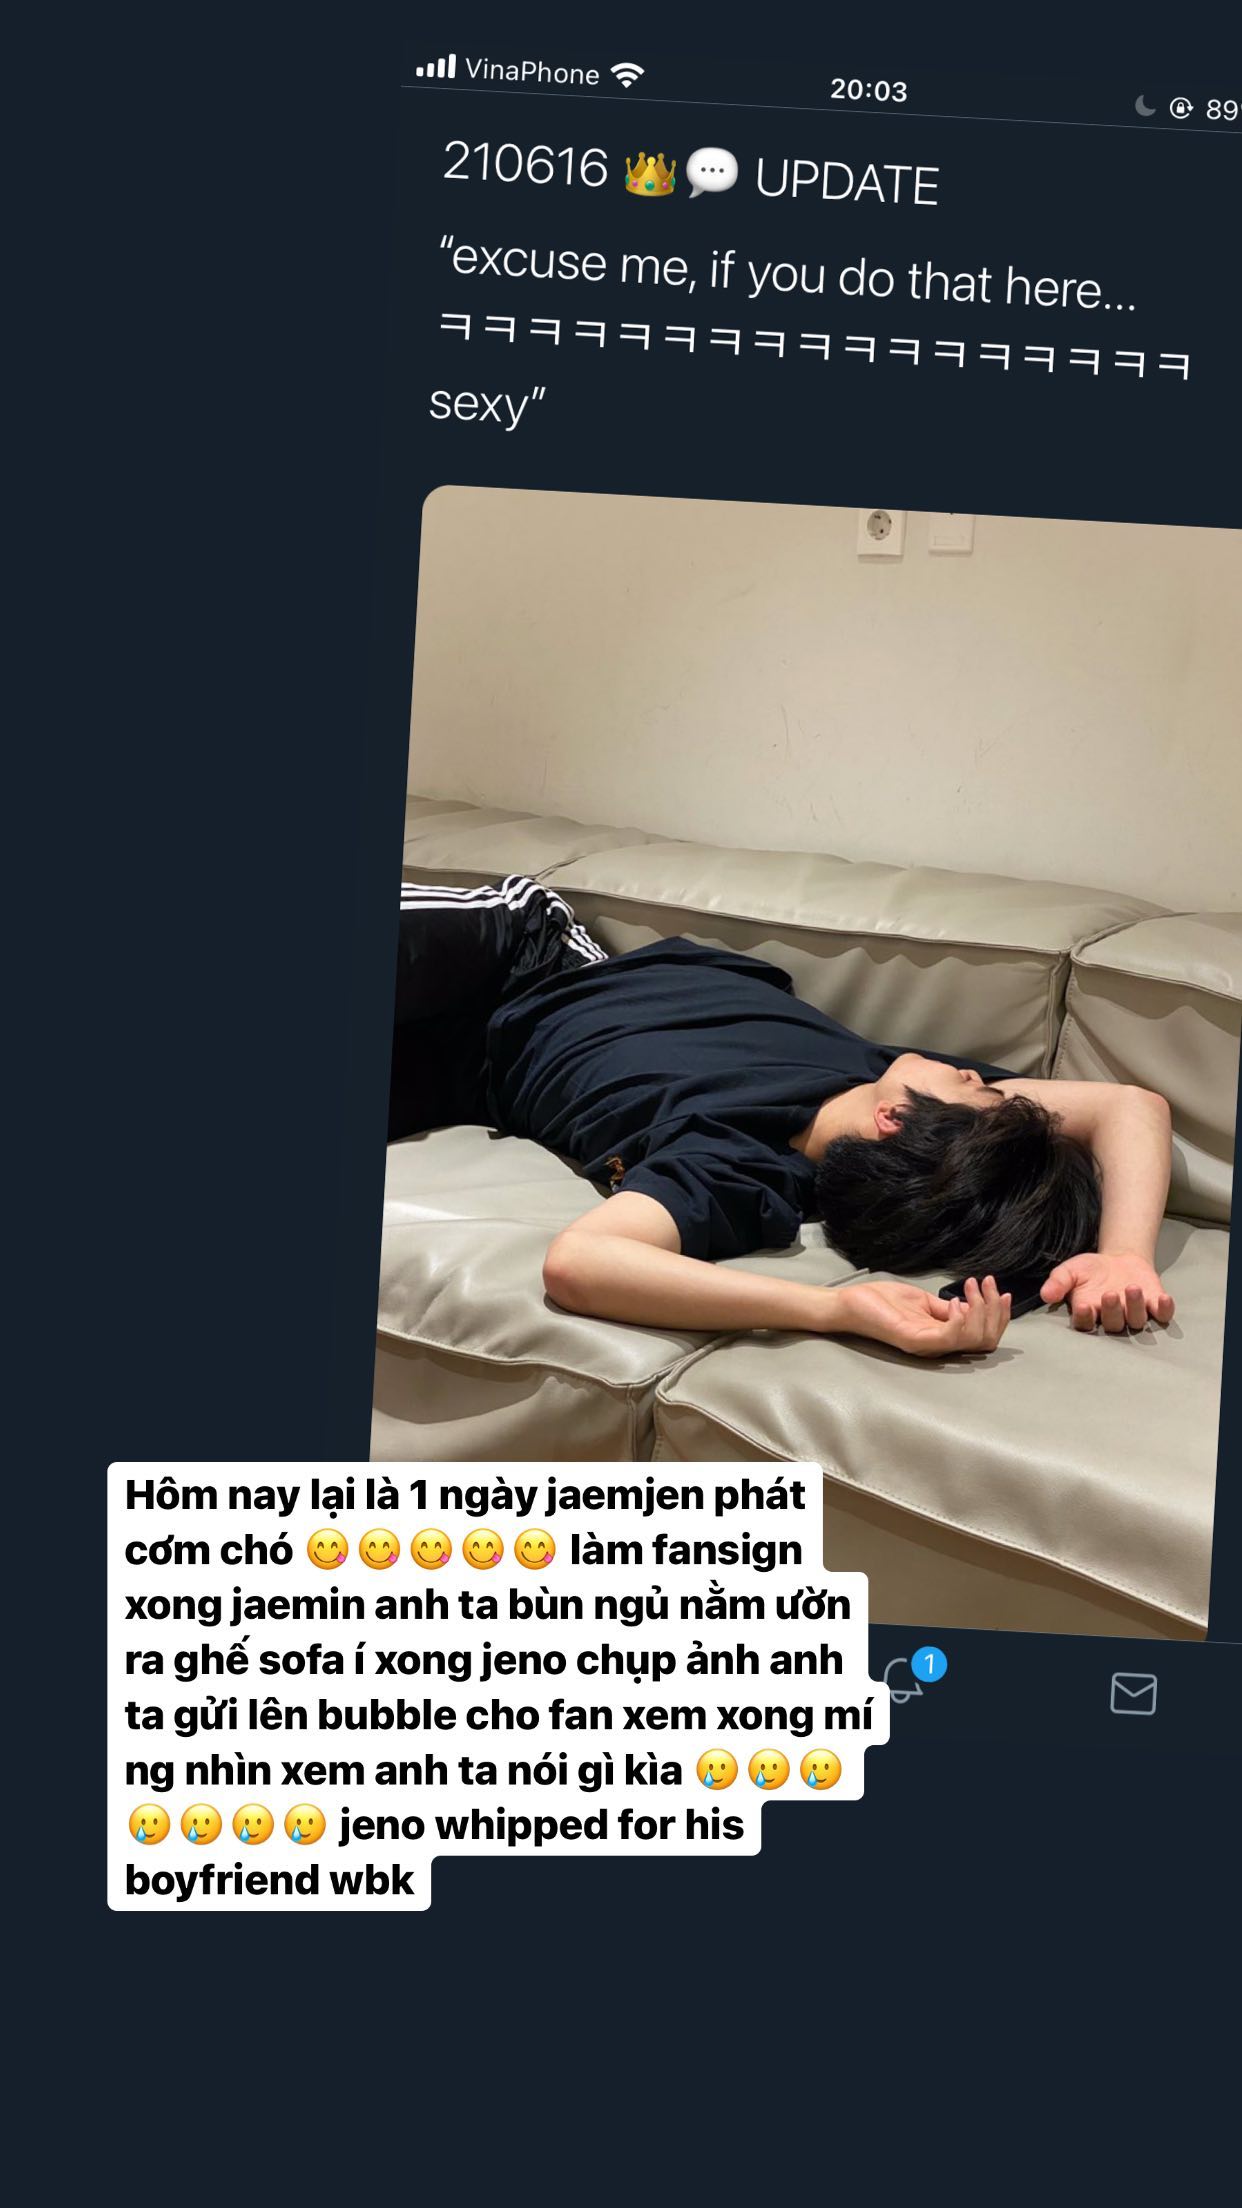 VinaPhone
20:03
89
210616 👑💬 UPDATE
“excuse me, if you do that here...
ㅋㅋㅋㅋㅋㅋㅋㅋㅋㅋㅋㅋㅋㅋㅋㅋㅋ
sexy”
Hôm nay lại là 1 ngày jaemjen phát
cơm chó 😋😋😋😋😋 làm fansign
xong jaemin anh ta bùn ngủ nằm ườn
ra ghế sofa í xong jeno chụp ảnh anh
ta gửi lên bubble cho fan xem xong mí
ng nhìn xem anh ta nói gì kìa 🥲🥲🥲
🥲🥲🥲🥲 jeno whipped for his
boyfriend wbk
1